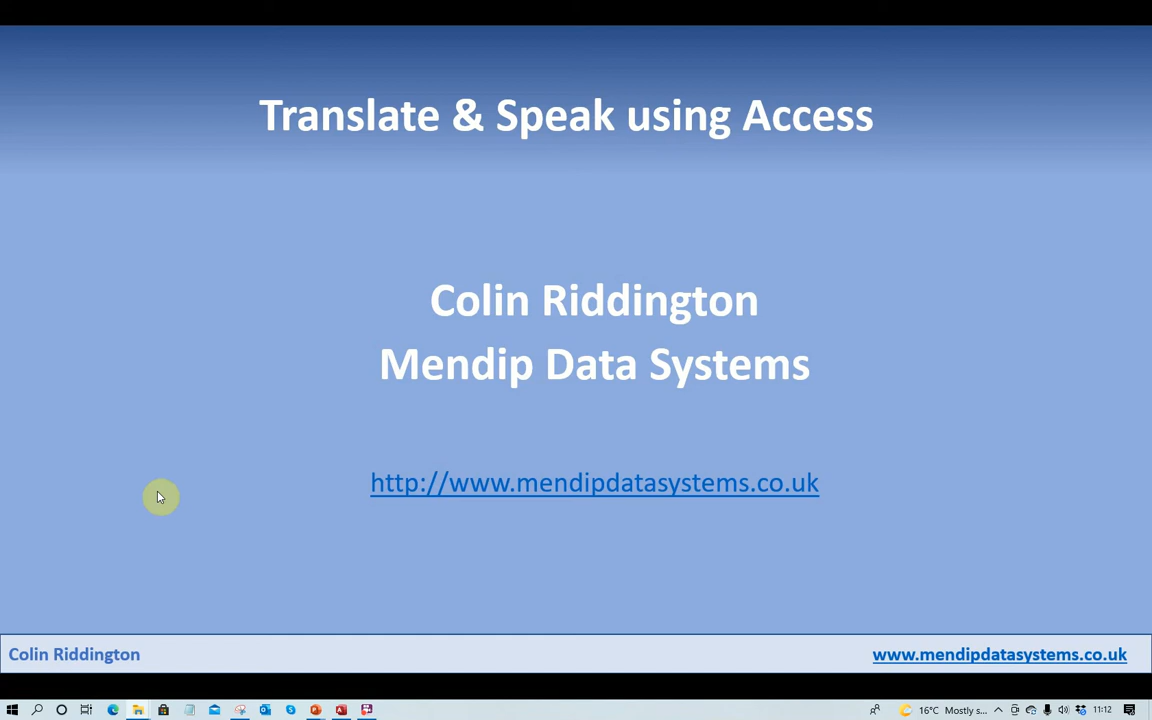 Translate & Speak using Access
Colin Riddington
Mendip Data Systems
http://www.mendipdatasystems.co.uk
Colin Riddington
www.mendipdatasystems.co.uk
16°C Mostly s...
11:12